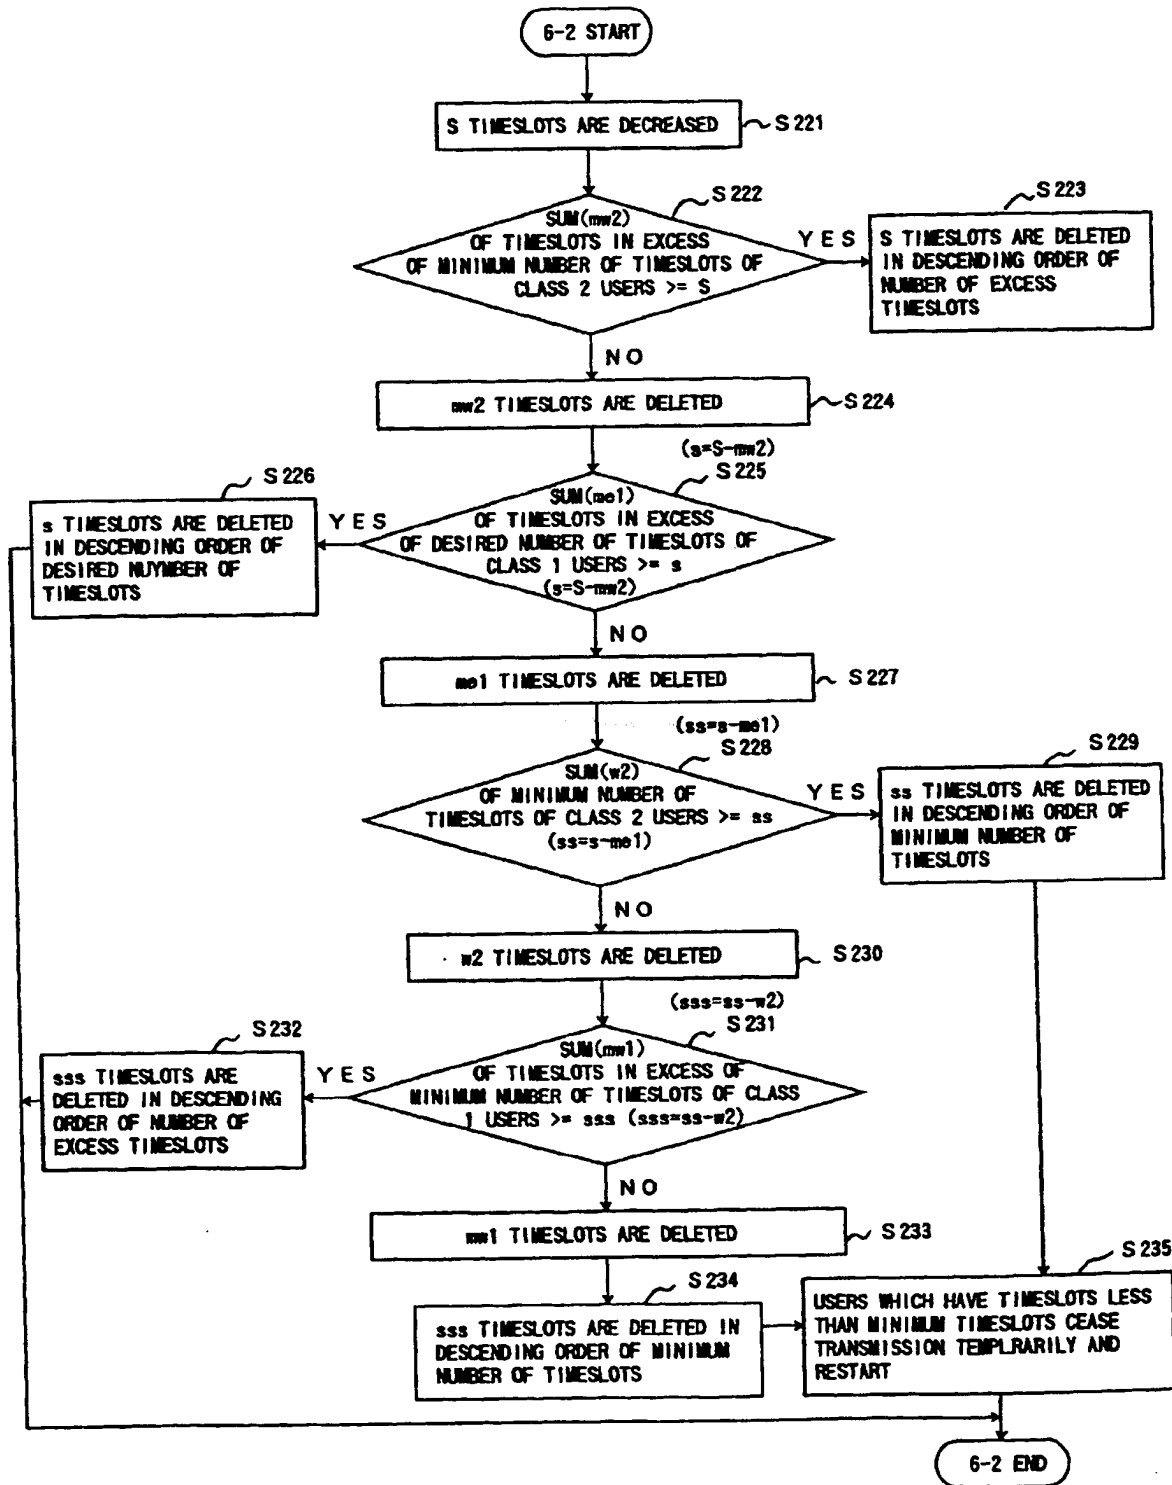 6-2 START
S TIMESLOTS ARE DECREASED
S221
S222
SUM(mw2)
OF TIMESLOTS IN EXCESS
OF MINIMUM NUMBER OF TIMESLOTS OF
CLASS 2 USERS >= S
YES
S223
S TIMESLOTS ARE DELETED
IN DESCENDING ORDER OF
NUMBER OF EXCESS
TIMESLOTS
NO
mw2 TIMESLOTS ARE DELETED
S224
(s=S-mw2)
S225
SUM(me1)
OF TIMESLOTS IN EXCESS
OF DESIRED NUMBER OF TIMESLOTS OF
CLASS 1 USERS >= s
(s=S-mw2)
YES
S226
s TIMESLOTS ARE DELETED
IN DESCENDING ORDER OF
DESIRED NUYMBER OF
TIMESLOTS
NO
me1 TIMESLOTS ARE DELETED
S227
(ss=s-me1)
S228
SUM(w2)
OF MINIMUM NUMBER OF
TIMESLOTS OF CLASS 2 USERS >= ss
(ss=s-me1)
YES
S229
ss TIMESLOTS ARE DELETED
IN DESCENDING ORDER OF
MINIMUM NUMBER OF
TIMESLOTS
NO
w2 TIMESLOTS ARE DELETED
S230
(sss=ss-w2)
S231
SUM(mw1)
OF TIMESLOTS IN EXCESS OF
MINIMUM NUMBER OF TIMESLOTS OF CLASS
1 USERS >= sss (sss=ss-w2)
YES
S232
sss TIMESLOTS ARE
DELETED IN DESCENDING
ORDER OF NUMBER OF
EXCESS TIMESLOTS
NO
mw1 TIMESLOTS ARE DELETED
S233
S234
sss TIMESLOTS ARE DELETED IN
DESCENDING ORDER OF MINIMUM
NUMBER OF TIMESLOTS
S235
USERS WHICH HAVE TIMESLOTS LESS
THAN MINIMUM TIMESLOTS CEASE
TRANSMISSION TEMPLRARILY AND
RESTART
6-2 END